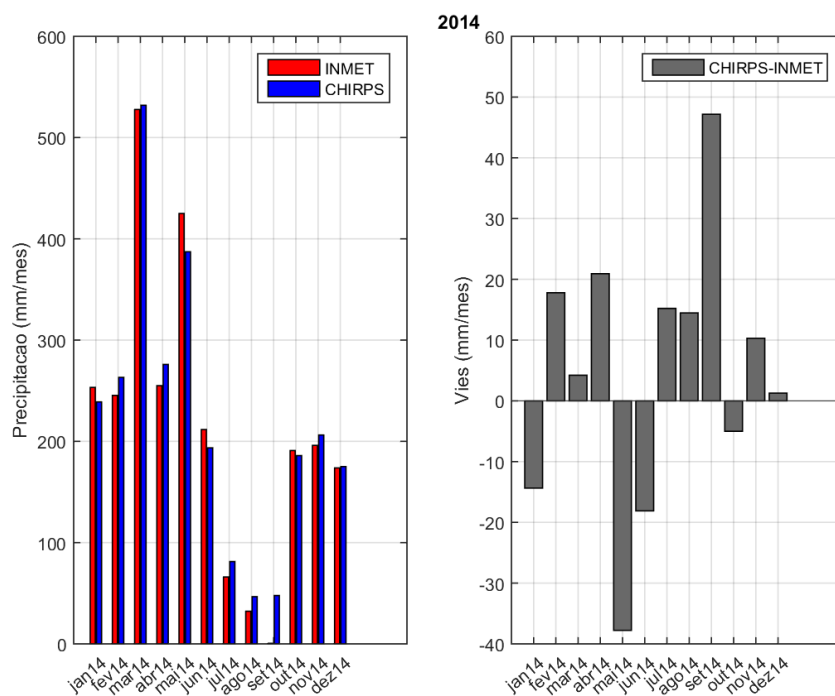 2014
600
500
400
300
200
100
0
Precipitacao (mm/mes)
INMET
CHIRPS
jan14
fev14
mar14
abr14
mai14
jun14
jul14
ago14
set14
out14
nov14
dez14
60
50
40
30
20
10
0
-10
-20
-30
-40
Vies (mm/mes)
CHIRPS-INMET
jan14
fev14
mar14
abr14
mai14
jun14
jul14
ago14
set14
out14
nov14
dez14